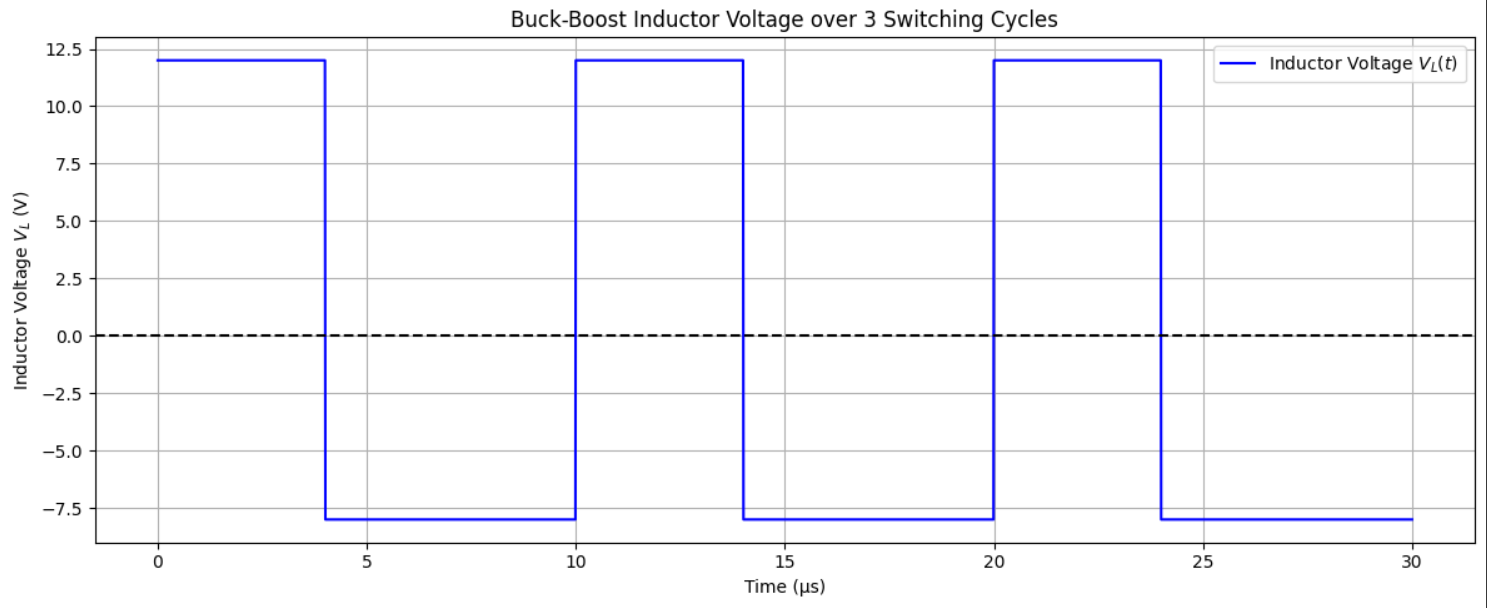 Buck-Boost Inductor Voltage over 3 Switching Cycles
Inductor Voltage V_L(t)
Inductor Voltage V_L (V)
12.5
10.0
7.5
5.0
2.5
0.0
−2.5
−5.0
−7.5
0 5 10 15 20 25 30
Time (μs)